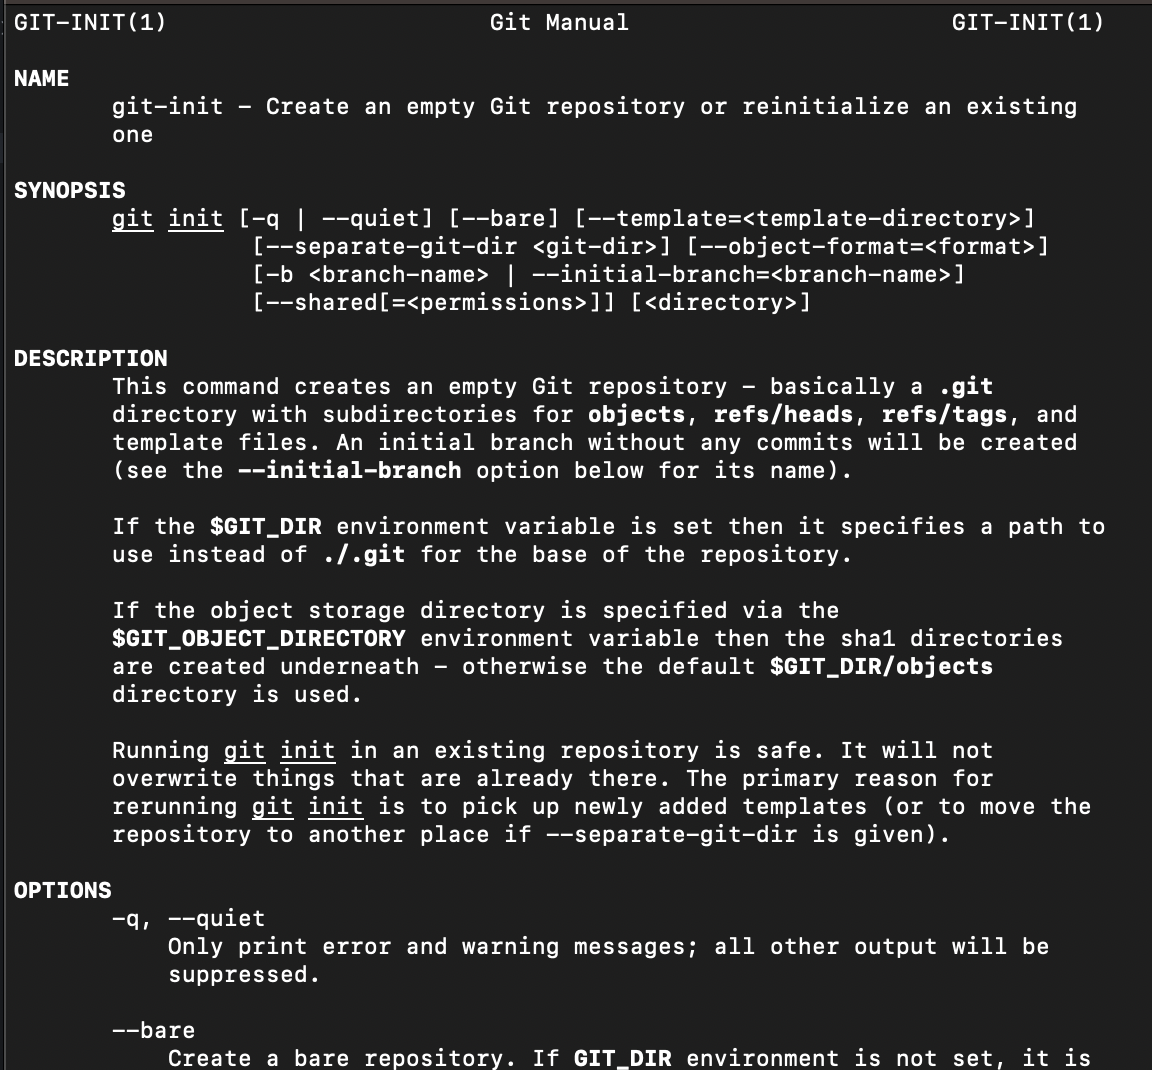 GIT-INIT(1) Git Manual GIT-INIT(1)
NAME
git-init - Create an empty Git repository or reinitialize an existing
one
SYNOPSIS
git init [-q | --quiet] [--bare] [--template=<template-directory>]
[--separate-git-dir <git-dir>] [--object-format=<format>]
[-b <branch-name> | --initial-branch=<branch-name>]
[--shared[=<permissions>]] [<directory>]
DESCRIPTION
This command creates an empty Git repository - basically a .git
directory with subdirectories for objects, refs/heads, refs/tags, and
template files. An initial branch without any commits will be created
(see the --initial-branch option below for its name).
If the $GIT_DIR environment variable is set then it specifies a path to
use instead of ./.git for the base of the repository.
If the object storage directory is specified via the
$GIT_OBJECT_DIRECTORY environment variable then the sha1 directories
are created underneath - otherwise the default $GIT_DIR/objects
directory is used.
Running git init in an existing repository is safe. It will not
overwrite things that are already there. The primary reason for
rerunning git init is to pick up newly added templates (or to move the
repository to another place if --separate-git-dir is given).
OPTIONS
-q, --quiet
Only print error and warning messages; all other output will be
suppressed.
--bare
Create a bare repository. If GIT_DIR environment is not set, it is